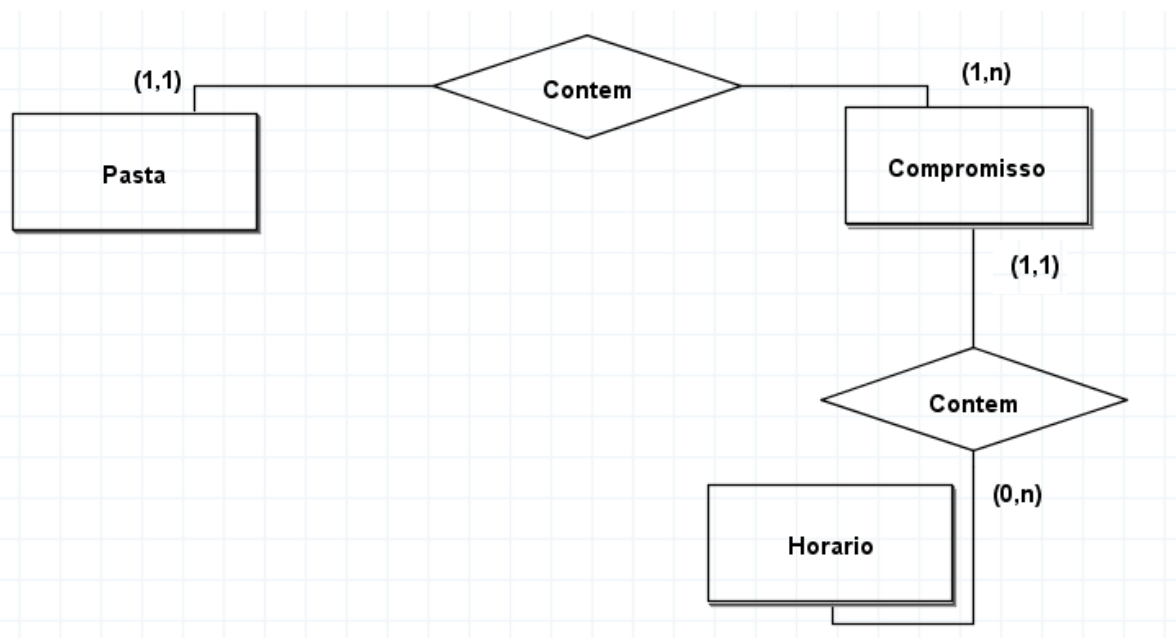 (1,1)
Contem
(1,n)
Pasta
Compromisso
(1,1)
Contem
(0,n)
Horario